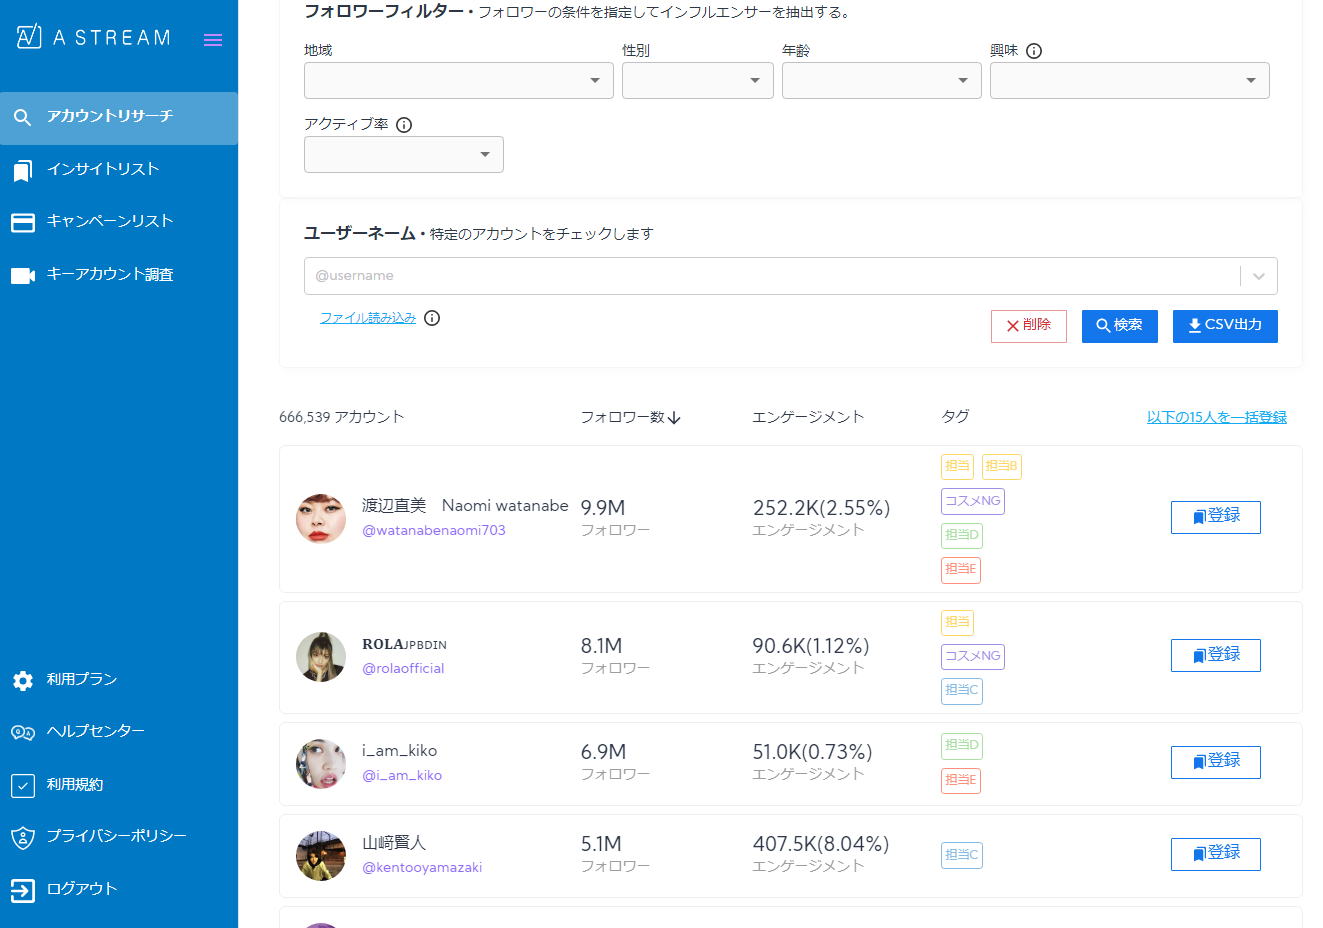 A STREAM
アカウントリサーチ
インサイトリスト
キャンペーンリスト
キーアカウント調査
利用プラン
ヘルプセンター
利用規約
プライバシーポリシー
ログアウト
フォロワーフィルター・フォロワーの条件を指定してインフルエンサーを抽出する。
地域 性別 年齢 興味
アクティブ率
ユーザーネーム・特定のアカウントをチェックします
@username
ファイル読み込み 削除 検索 CSV出力
666,539 アカウント フォロワー数 エンゲージメント タグ 以下の15人を一括登録
渡辺直美　Naomi watanabe 9.9M 252.2K(2.55%) 担当 担当B
@watanabenaomi703 フォロワー エンゲージメント コスメNG 登録
担当D
担当E
ROLAJPBDIN 8.1M 90.6K(1.12%) 担当
@rolaofficial フォロワー エンゲージメント コスメNG 登録
担当C
i_am_kiko 6.9M 51.0K(0.73%) 担当D
@i_am_kiko フォロワー エンゲージメント 担当E 登録
山﨑賢人 5.1M 407.5K(8.04%) 担当C 登録
@kentooyamazaki フォロワー エンゲージメント